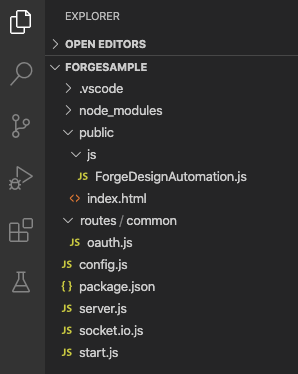 EXPLORER
OPEN EDITORS
FORGESAMPLE
.vscode
node_modules
public
js
JS ForgeDesignAutomation.js
<> index.html
routes / common
JS oauth.js
JS config.js
{ } package.json
JS server.js
JS socket.io.js
JS start.js